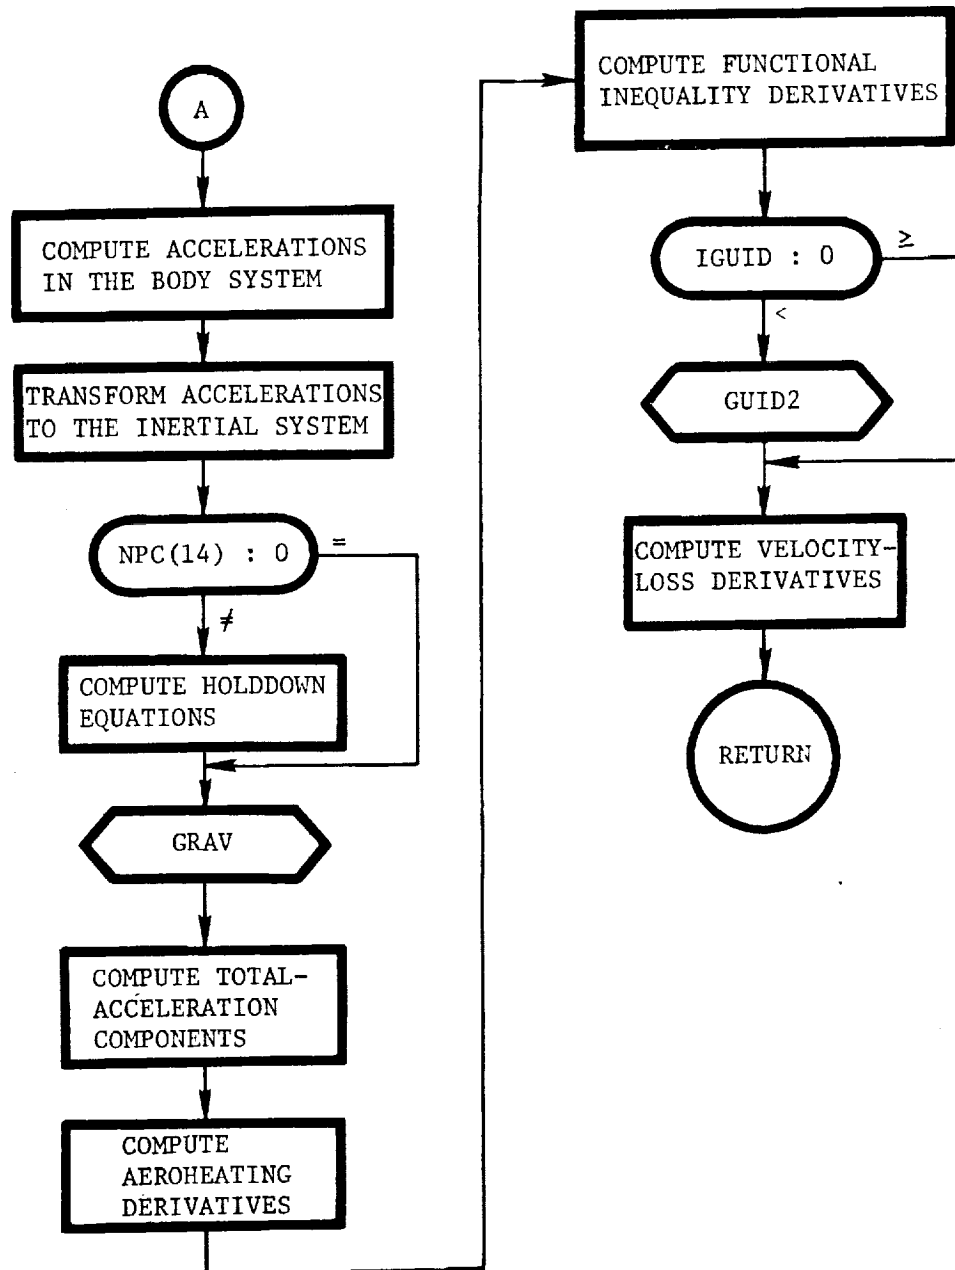 A
COMPUTE ACCELERATIONS
IN THE BODY SYSTEM
TRANSFORM ACCELERATIONS
TO THE INERTIAL SYSTEM
NPC(14) : 0
=
≠
COMPUTE HOLDDOWN
EQUATIONS
GRAV
COMPUTE TOTAL-
ACCELERATION
COMPONENTS
COMPUTE
AEROHEATING
DERIVATIVES
COMPUTE FUNCTIONAL
INEQUALITY DERIVATIVES
IGUID : 0
≥
<
GUID2
COMPUTE VELOCITY-
LOSS DERIVATIVES
RETURN